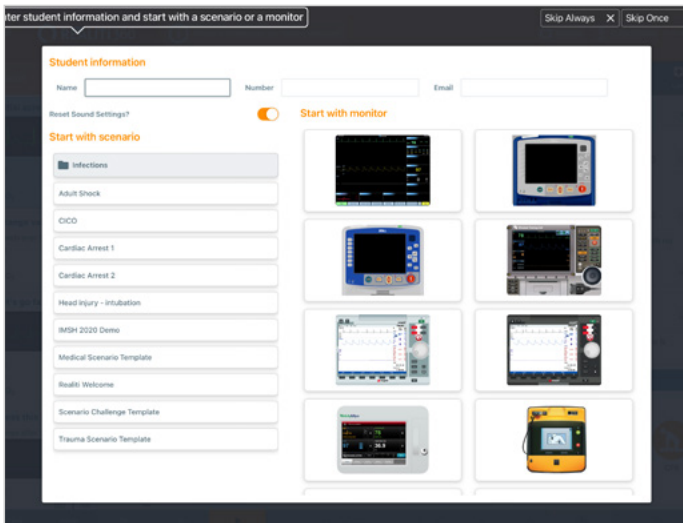 ter student information and start with a scenario or a monitor
Skip Always X Skip Once
Student information
Name Number Email
Reset Sound Settings?
Start with monitor
Start with scenario
Infections
Adult Shock
CICO
Cardiac Arrest 1
Cardiac Arrest 2
Head injury - intubation
IMSH 2020 Demo
Medical Scenario Template
Realiti Welcome
Scenario Challenge Template
Trauma Scenario Template